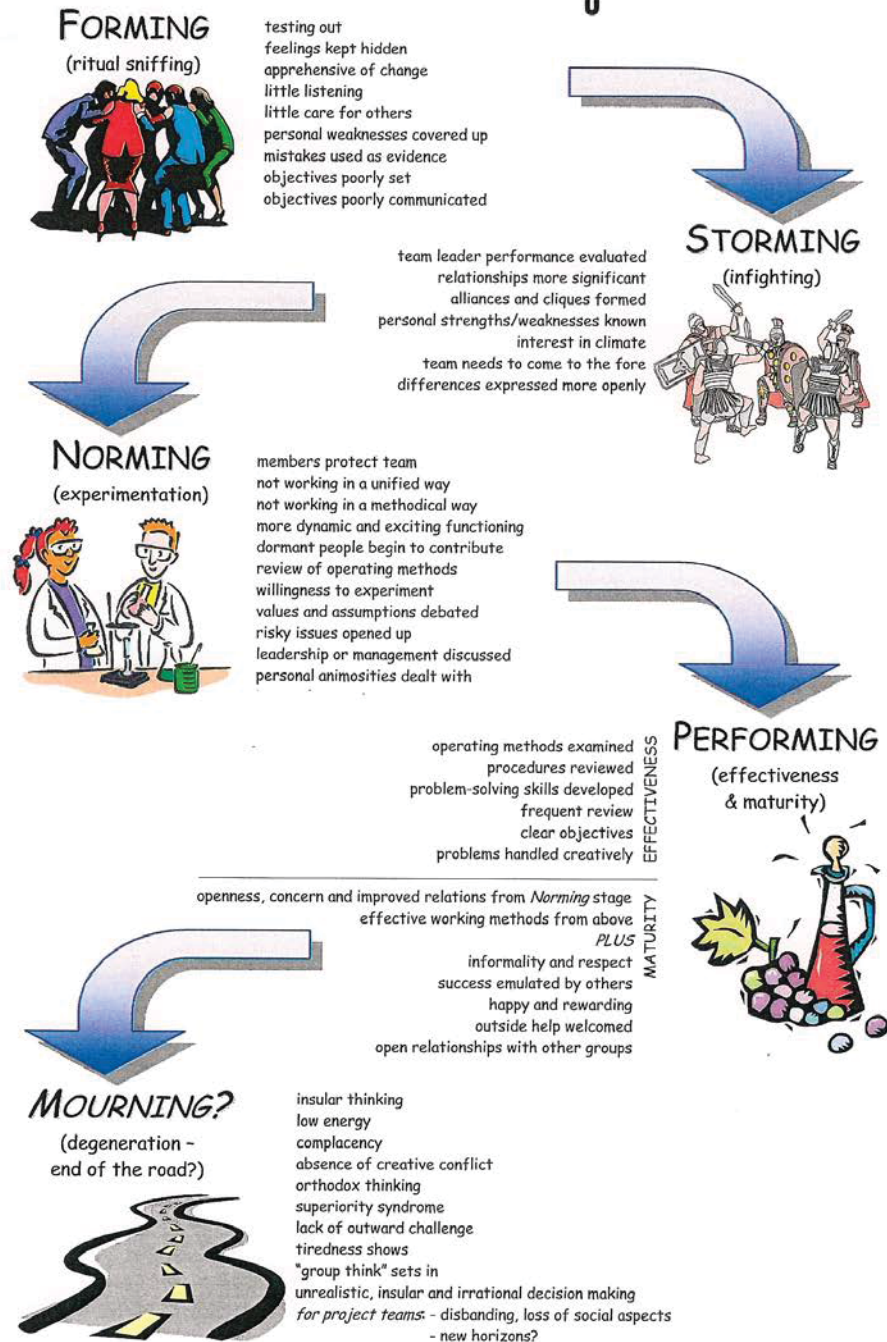 FORMING
(ritual sniffing)
testing out
feelings kept hidden
apprehensive of change
little listening
little care for others
personal weaknesses covered up
mistakes used as evidence
objectives poorly set
objectives poorly communicated
STORMING
(infighting)
team leader performance evaluated
relationships more significant
alliances and cliques formed
personal strengths/weaknesses known
interest in climate
team needs to come to the fore
differences expressed more openly
NORMING
(experimentation)
members protect team
not working in a unified way
not working in a methodical way
more dynamic and exciting functioning
dormant people begin to contribute
review of operating methods
willingness to experiment
values and assumptions debated
risky issues opened up
leadership or management discussed
personal animosities dealt with
PERFORMING
(effectiveness
& maturity)
operating methods examined
procedures reviewed
problem-solving skills developed
frequent review
clear objectives
problems handled creatively
EFFECTIVENESS
openness, concern and improved relations from Norming stage
effective working methods from above
PLUS
informality and respect
success emulated by others
happy and rewarding
outside help welcomed
open relationships with other groups
MATURITY
MOURNING?
(degeneration -
end of the road?)
insular thinking
low energy
complacency
absence of creative conflict
orthodox thinking
superiority syndrome
lack of outward challenge
tiredness shows
"group think" sets in
unrealistic, insular and irrational decision making
for project teams: - disbanding, loss of social aspects
- new horizons?